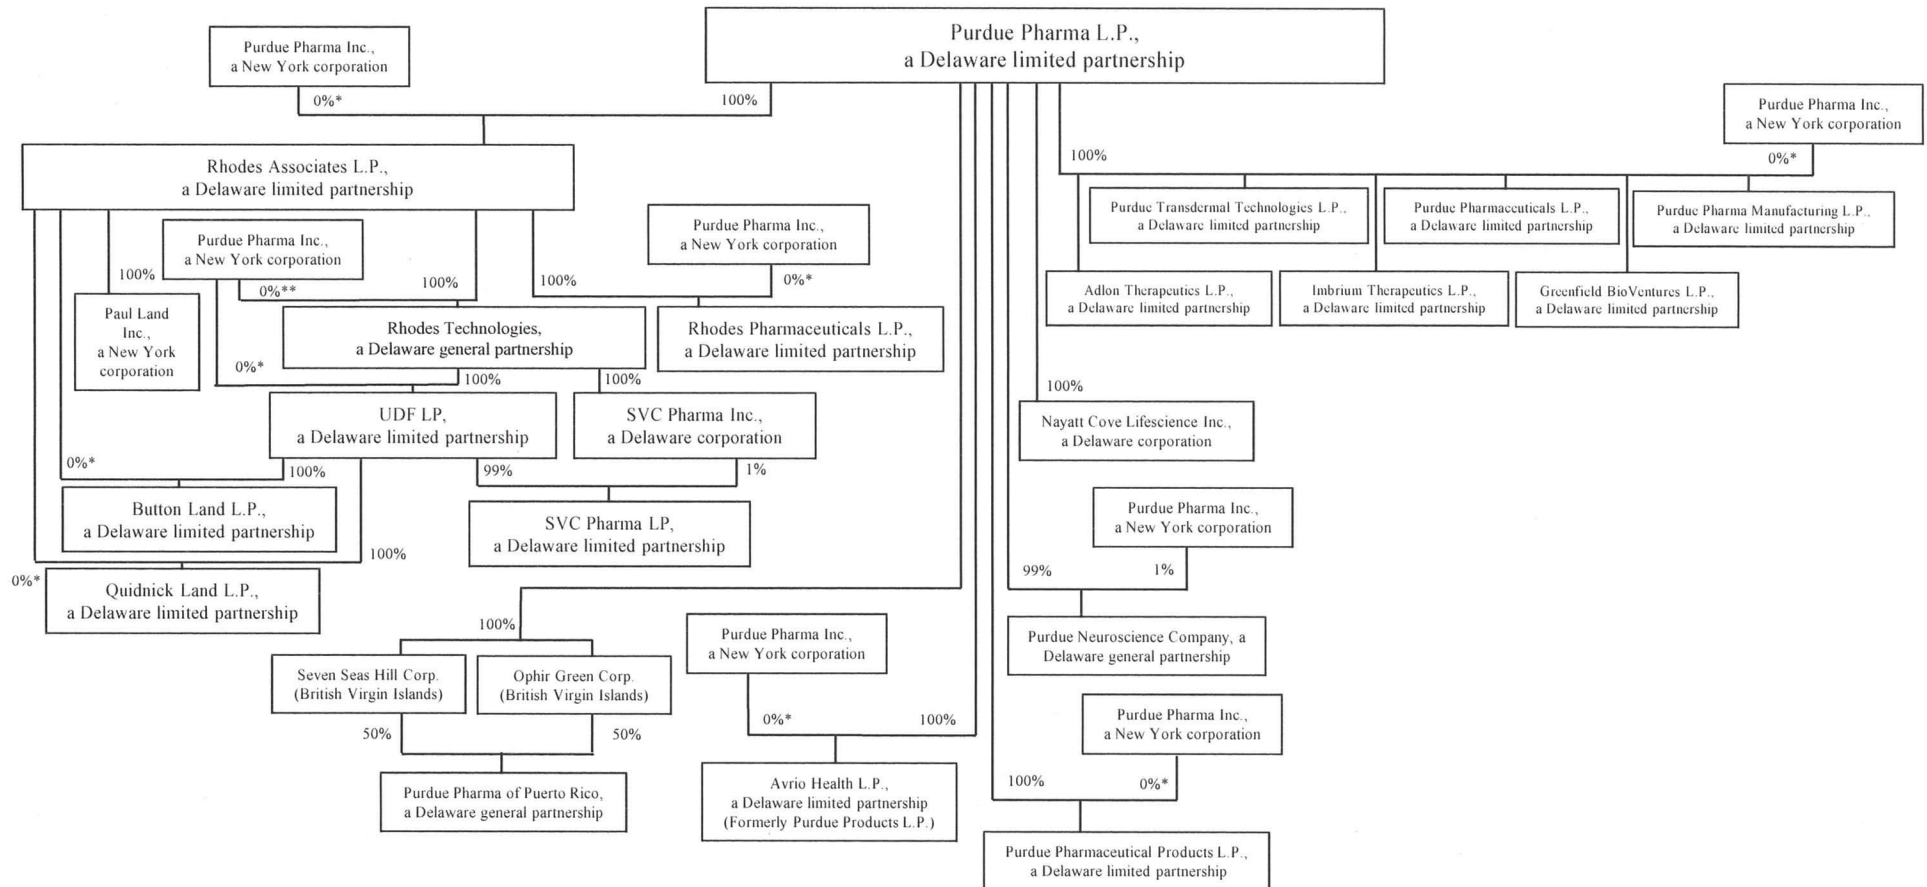 Purdue Pharma L.P.,
a Delaware limited partnership
Purdue Pharma Inc.,
a New York corporation
0%*
100%
Rhodes Associates L.P.,
a Delaware limited partnership
Purdue Pharma Inc.,
a New York corporation
100%
0%**
100%
Paul Land
Inc.,
a New York
corporation
Purdue Pharma Inc.,
a New York corporation
100%
0%*
Rhodes Technologies,
a Delaware general partnership
Rhodes Pharmaceuticals L.P.,
a Delaware limited partnership
0%*
100%
100%
UDF LP,
a Delaware limited partnership
SVC Pharma Inc.,
a Delaware corporation
0%*
100%
99%
1%
Button Land L.P.,
a Delaware limited partnership
SVC Pharma LP,
a Delaware limited partnership
100%
0%*
Quidnick Land L.P.,
a Delaware limited partnership
100%
Seven Seas Hill Corp.
(British Virgin Islands)
Ophir Green Corp.
(British Virgin Islands)
50%
50%
Purdue Pharma of Puerto Rico,
a Delaware general partnership
Purdue Pharma Inc.,
a New York corporation
0%*
100%
Avrio Health L.P.,
a Delaware limited partnership
(Formerly Purdue Products L.P.)
Purdue Pharma Inc.,
a New York corporation
100%
0%*
Purdue Transdermal Technologies L.P.,
a Delaware limited partnership
Purdue Pharmaceuticals L.P.,
a Delaware limited partnership
Purdue Pharma Manufacturing L.P.,
a Delaware limited partnership
Adlon Therapeutics L.P.,
a Delaware limited partnership
Imbrium Therapeutics L.P.,
a Delaware limited partnership
Greenfield BioVentures L.P.,
a Delaware limited partnership
100%
Nayatt Cove Lifescience Inc.,
a Delaware corporation
Purdue Pharma Inc.,
a New York corporation
99%
1%
Purdue Neuroscience Company, a
Delaware general partnership
Purdue Pharma Inc.,
a New York corporation
100%
0%*
Purdue Pharmaceutical Products L.P.,
a Delaware limited partnership